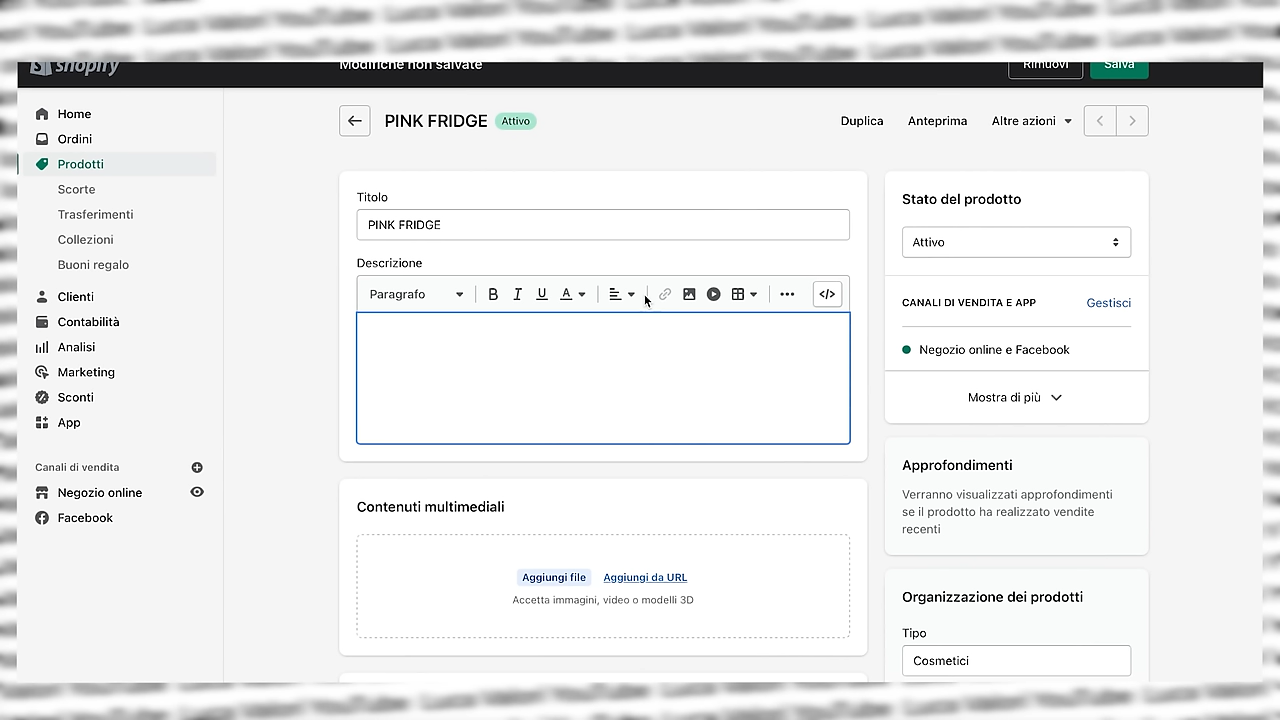 shopify
Modifiche non salvate
Rimuovi
Salva
Home
Ordini
Prodotti
Scorte
Trasferimenti
Collezioni
Buoni regalo
Clienti
Contabilità
Analisi
Marketing
Sconti
App
Canali di vendita
Negozio online
Facebook
PINK FRIDGE Attivo
Duplica Anteprima Altre azioni
Titolo
PINK FRIDGE
Descrizione
Paragrafo B I U A </>
Contenuti multimediali
Aggiungi file Aggiungi da URL
Accetta immagini, video o modelli 3D
Stato del prodotto
Attivo
CANALI DI VENDITA E APP Gestisci
Negozio online e Facebook
Mostra di più
Approfondimenti
Verranno visualizzati approfondimenti
se il prodotto ha realizzato vendite
recenti
Organizzazione dei prodotti
Tipo
Cosmetici